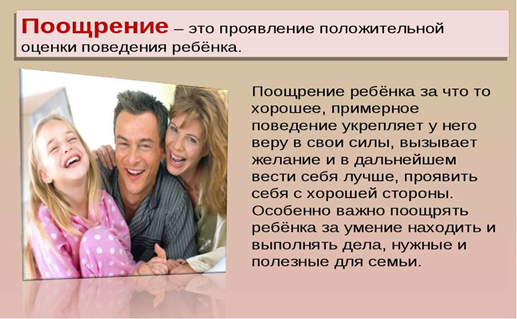 Поощрение – это проявление положительной
оценки поведения ребёнка.
Поощрение ребёнка за что то
хорошее, примерное
поведение укрепляет у него
веру в свои силы, вызывает
желание и в дальнейшем
вести себя лучше, проявить
себя с хорошей стороны.
Особенно важно поощрять
ребёнка за умение находить и
выполнять дела, нужные и
полезные для семьи.